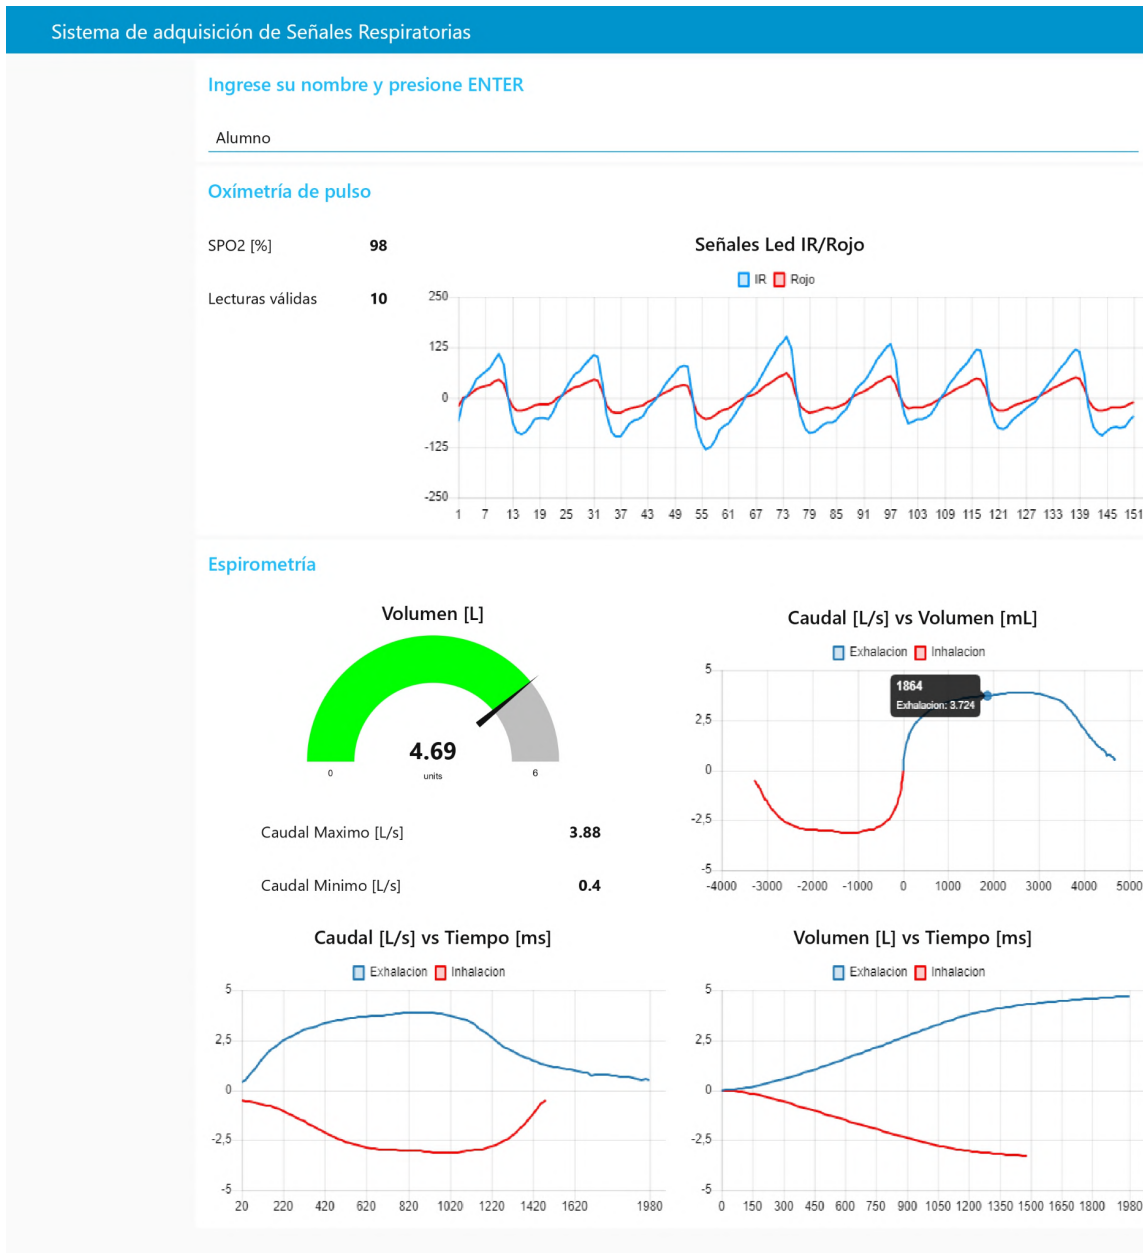 Sistema de adquisición de Señales Respiratorias
Ingrese su nombre y presione ENTER
Alumno
Oxímetría de pulso
SPO2 [%] 98
Lecturas válidas 10
Señales Led IR/Rojo
IR Rojo
250
125
0
-125
-250
1 7 13 19 25 31 37 43 49 55 61 67 73 79 85 91 97 103 109 115 121 127 133 139 145 151
Espirometría
Volumen [L]
4.69
units
0 6
Caudal Maximo [L/s] 3.88
Caudal Minimo [L/s] 0.4
Caudal [L/s] vs Volumen [mL]
Exhalacion Inhalacion
1864
Exhalacion: 3.724
5
2,5
0
-2,5
-5
-4000 -3000 -2000 -1000 0 1000 2000 3000 4000 5000
Caudal [L/s] vs Tiempo [ms]
Exhalacion Inhalacion
5
2,5
0
-2,5
-5
20 220 420 620 820 1020 1220 1420 1620 1980
Volumen [L] vs Tiempo [ms]
Exhalacion Inhalacion
5
2,5
0
-2,5
-5
0 150 300 450 600 750 900 1050 1200 1350 1500 1650 1800 1980